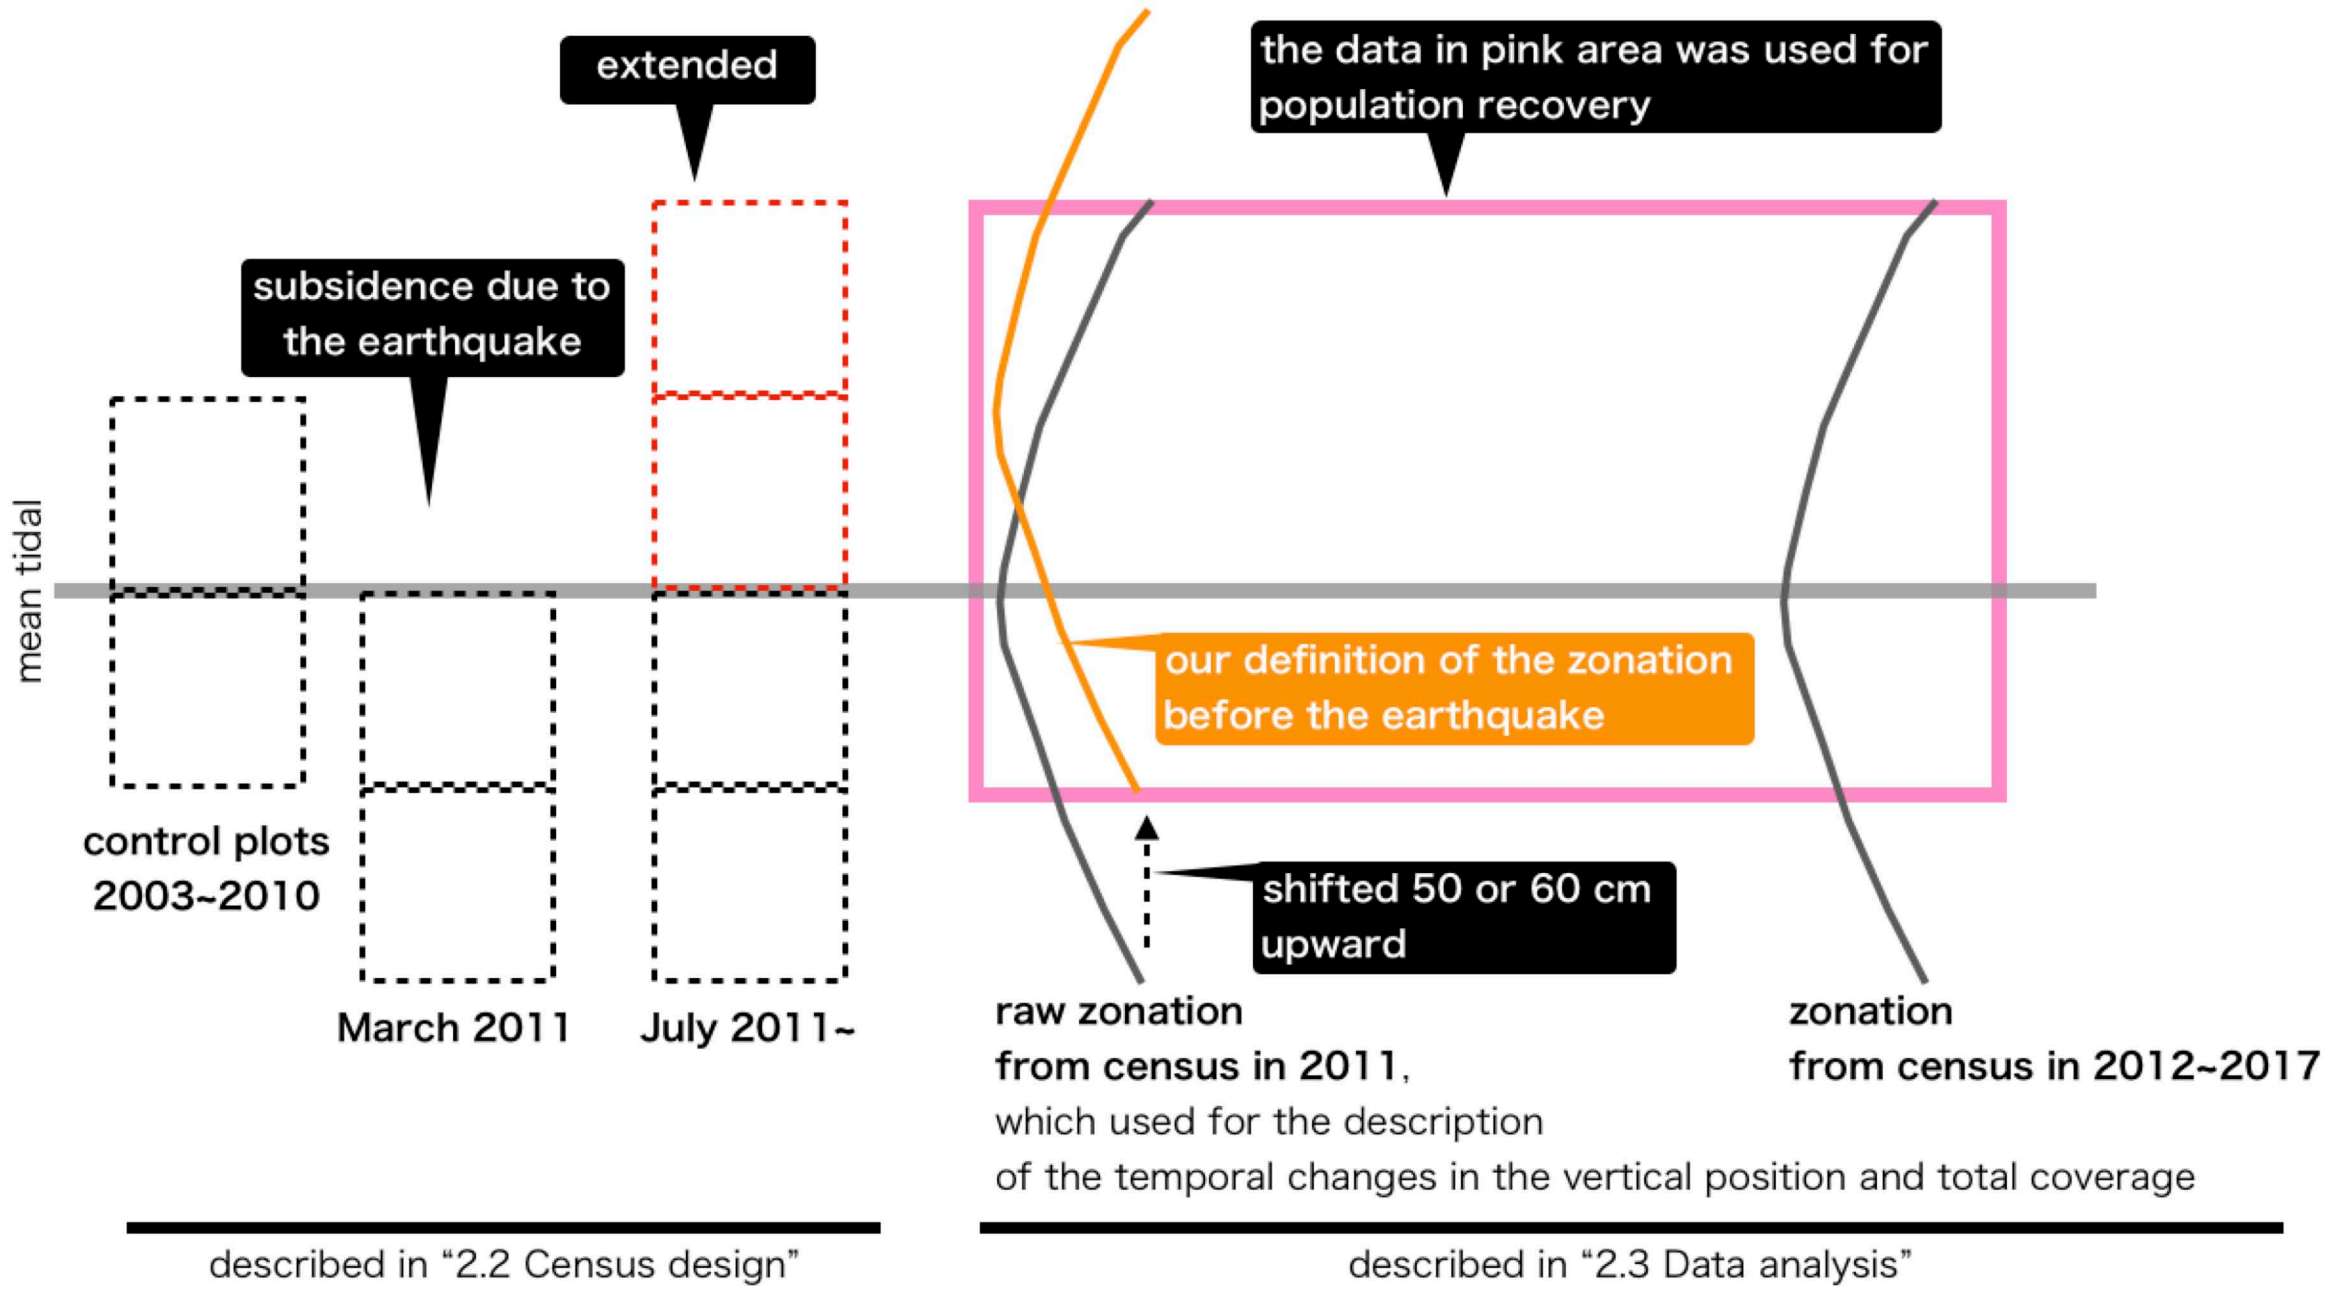 extended
the data in pink area was used for
population recovery
subsidence due to
the earthquake
mean tidal
our definition of the zonation
before the earthquake
control plots
2003~2010
shifted 50 or 60 cm
upward
March 2011
July 2011~
raw zonation
from census in 2011,
which used for the description
of the temporal changes in the vertical position and total coverage
zonation
from census in 2012~2017
described in “2.2 Census design”
described in “2.3 Data analysis”